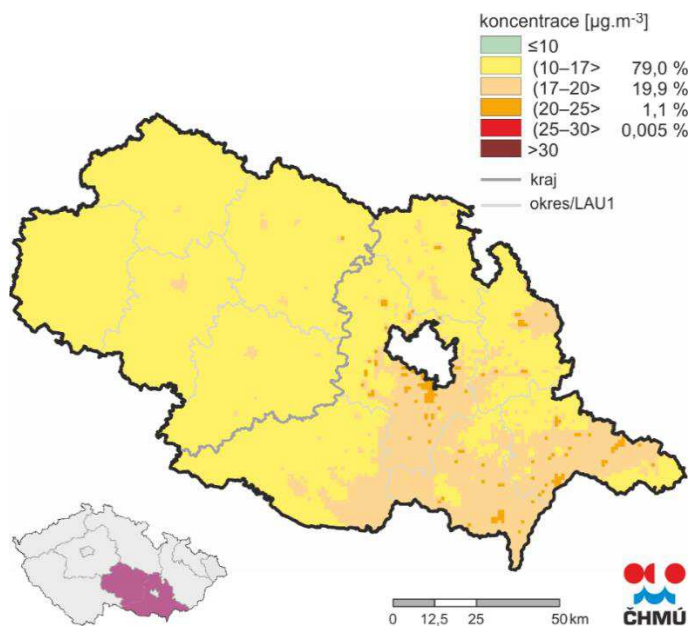 koncentrace [µg.m-3]
≤10
(10–17> 79,0 %
(17–20> 19,9 %
(20–25> 1,1 %
(25–30> 0,005 %
>30
kraj
okres/LAU1
0 12,5 25 50 km
ČHMÚ